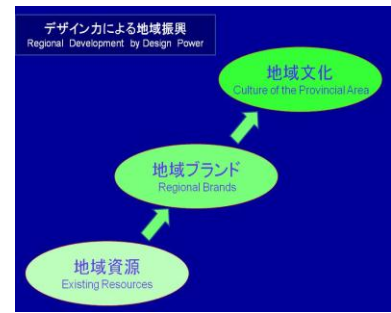 デザイン力による地域振興
Regional Development by Design Power
地域文化
Culture of the Provincial Area
地域ブランド
Regional Brands
地域資源
Existing Resources